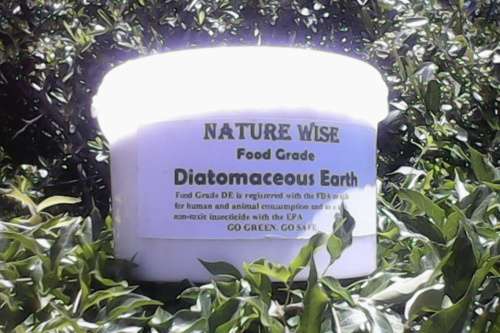 NATURE WISE
Food Grade
Diatomaceous Earth
Food Grade DE is registered with the FDA
for human and animal consumption and
non-toxic insecticide with the EPA
GO GREEN. GO SAFE